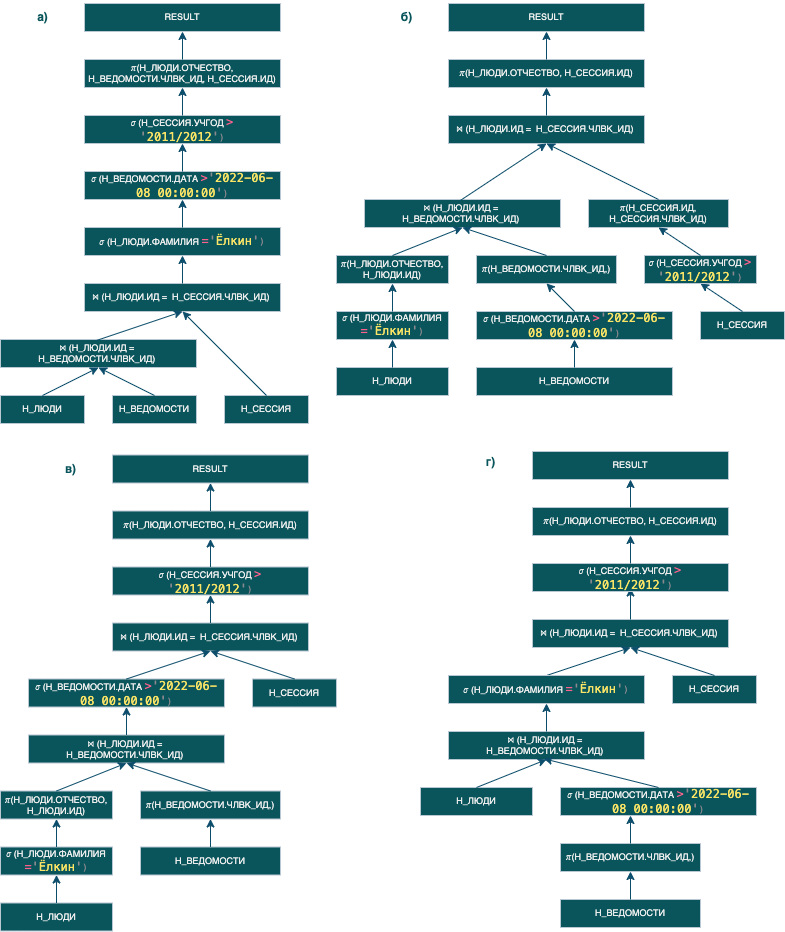 а)
RESULT
π(Н_ЛЮДИ.ОТЧЕСТВО,
Н_ВЕДОМОСТИ.ЧЛВК_ИД, Н_СЕССИЯ.ИД)
σ (Н_СЕССИЯ.УЧГОД >
'2011/2012')
σ (Н_ВЕДОМОСТИ.ДАТА >'2022-06-
08 00:00:00')
σ (Н_ЛЮДИ.ФАМИЛИЯ ='Ёлкин')
⋈ (Н_ЛЮДИ.ИД = Н_СЕССИЯ.ЧЛВК_ИД)
⋈ (Н_ЛЮДИ.ИД =
Н_ВЕДОМОСТИ.ЧЛВК_ИД)
Н_ЛЮДИ
Н_ВЕДОМОСТИ
Н_СЕССИЯ
б)
RESULT
π(Н_ЛЮДИ.ОТЧЕСТВО, Н_СЕССИЯ.ИД)
⋈ (Н_ЛЮДИ.ИД = Н_СЕССИЯ.ЧЛВК_ИД)
⋈ (Н_ЛЮДИ.ИД =
Н_ВЕДОМОСТИ.ЧЛВК_ИД)
π(Н_СЕССИЯ.ИД,
Н_СЕССИЯ.ЧЛВК_ИД)
π(Н_ЛЮДИ.ОТЧЕСТВО,
Н_ЛЮДИ.ИД)
π(Н_ВЕДОМОСТИ.ЧЛВК_ИД,)
σ (Н_СЕССИЯ.УЧГОД >
'2011/2012')
σ (Н_ЛЮДИ.ФАМИЛИЯ
='Ёлкин')
σ (Н_ВЕДОМОСТИ.ДАТА >'2022-06-
08 00:00:00')
Н_СЕССИЯ
Н_ЛЮДИ
Н_ВЕДОМОСТИ
в)
RESULT
π(Н_ЛЮДИ.ОТЧЕСТВО, Н_СЕССИЯ.ИД)
σ (Н_СЕССИЯ.УЧГОД >
'2011/2012')
⋈ (Н_ЛЮДИ.ИД = Н_СЕССИЯ.ЧЛВК_ИД)
σ (Н_ВЕДОМОСТИ.ДАТА >'2022-06-
08 00:00:00')
Н_СЕССИЯ
⋈ (Н_ЛЮДИ.ИД =
Н_ВЕДОМОСТИ.ЧЛВК_ИД)
π(Н_ЛЮДИ.ОТЧЕСТВО,
Н_ЛЮДИ.ИД)
π(Н_ВЕДОМОСТИ.ЧЛВК_ИД,)
σ (Н_ЛЮДИ.ФАМИЛИЯ
='Ёлкин')
Н_ВЕДОМОСТИ
Н_ЛЮДИ
г)
RESULT
π(Н_ЛЮДИ.ОТЧЕСТВО, Н_СЕССИЯ.ИД)
σ (Н_СЕССИЯ.УЧГОД >
'2011/2012')
⋈ (Н_ЛЮДИ.ИД = Н_СЕССИЯ.ЧЛВК_ИД)
σ (Н_ЛЮДИ.ФАМИЛИЯ ='Ёлкин')
Н_СЕССИЯ
⋈ (Н_ЛЮДИ.ИД =
Н_ВЕДОМОСТИ.ЧЛВК_ИД)
Н_ЛЮДИ
σ (Н_ВЕДОМОСТИ.ДАТА >'2022-06-
08 00:00:00')
π(Н_ВЕДОМОСТИ.ЧЛВК_ИД,)
Н_ВЕДОМОСТИ